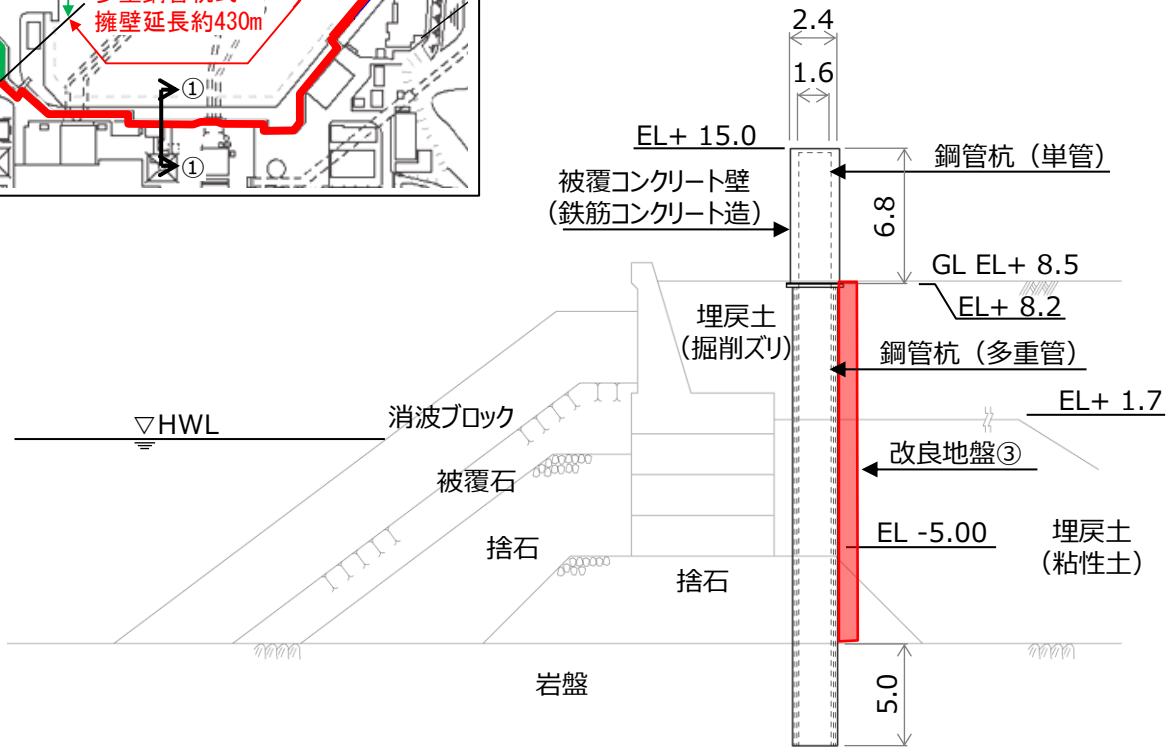 擁壁延長約430m
①
①
2.4
1.6
EL+ 15.0
鋼管杭（単管）
被覆コンクリート壁
（鉄筋コンクリート造）
6.8
GL EL+ 8.5
EL+ 8.2
埋戻土
(掘削ズリ)
鋼管杭（多重管）
EL+ 1.7
▽HWL
消波ブロック
改良地盤③
被覆石
EL -5.00
埋戻土
（粘性土）
捨石
捨石
岩盤
5.0